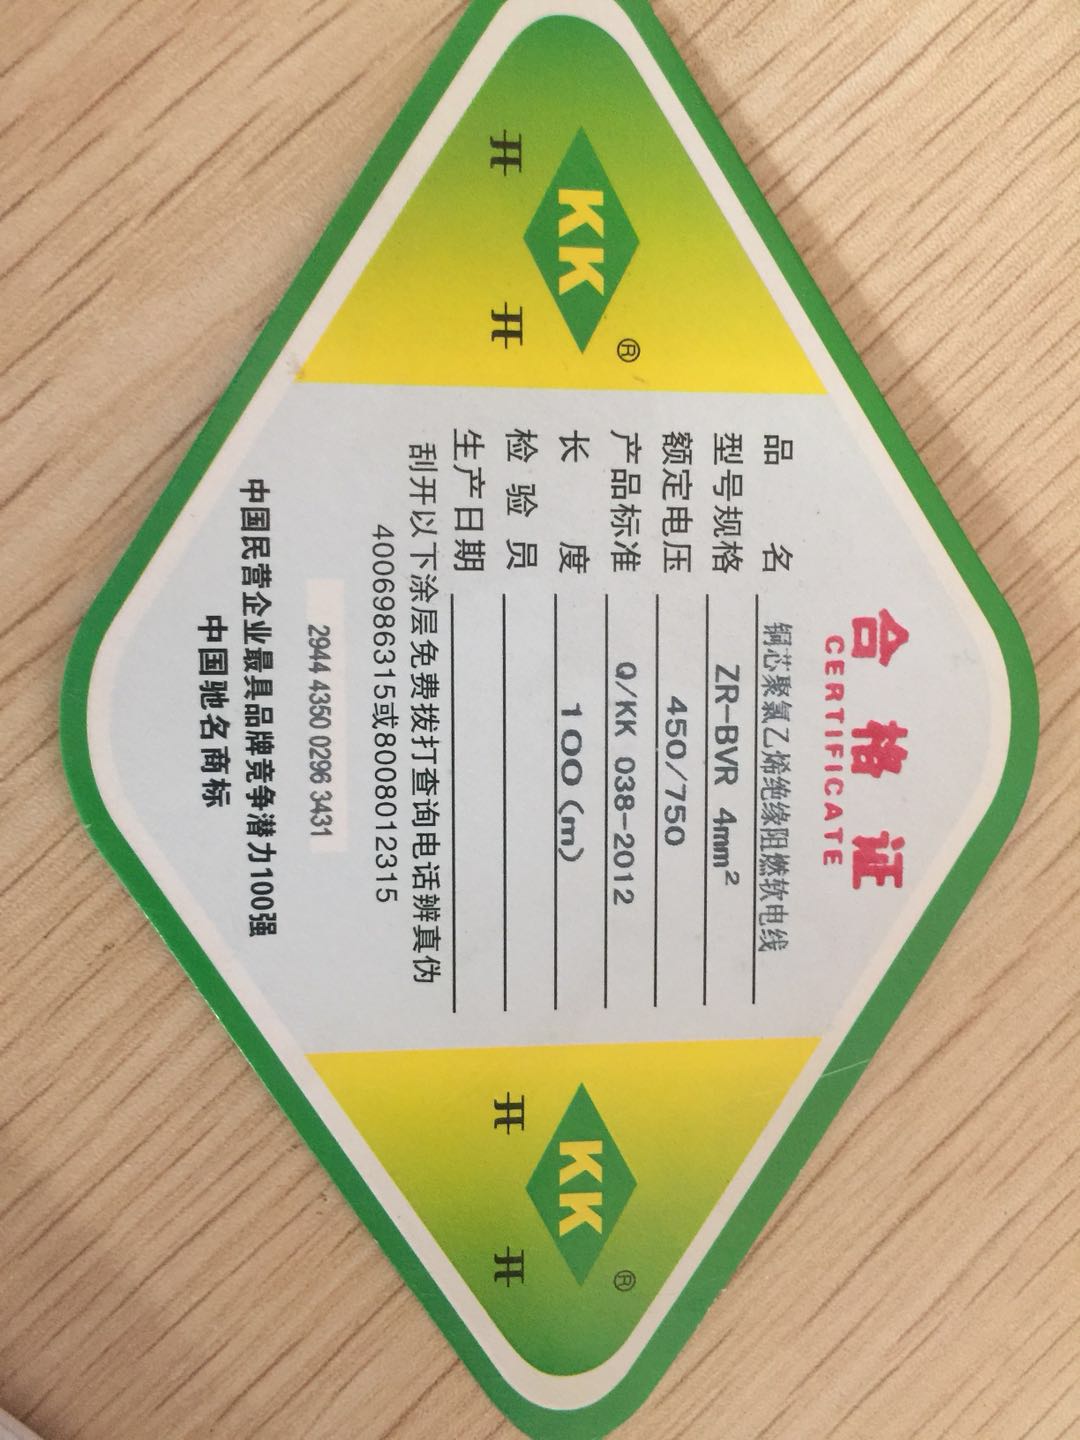 合格证
CERTIFICATE
KK®
开 开
品名 铜芯聚氯乙烯绝缘阻燃软电线
型号规格 ZR-BVR 4mm²
额定电压 450/750
产品标准 Q/KK 038-2012
长度 100(m)
检验员
生产日期
刮开以下涂层免费拨打查询电话辨真伪
4006986315或8008012315
2944 4350 0296 3431
中国民营企业最具品牌竞争潜力100强
中国驰名商标
KK®
开 开